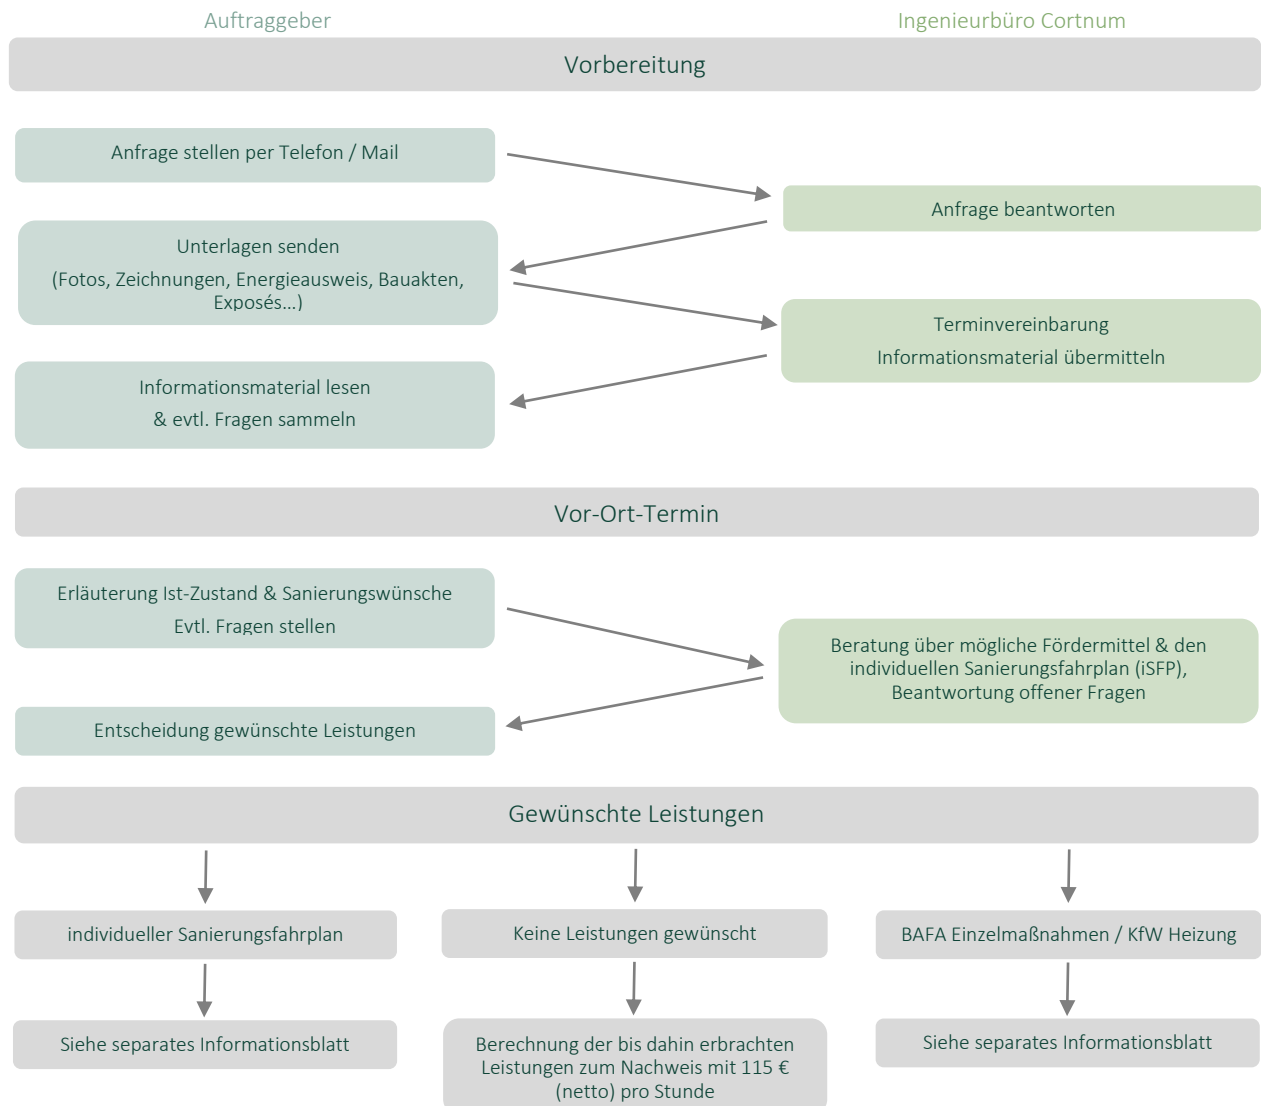 Auftraggeber
Ingenieurbüro Cortnum
Vorbereitung
Anfrage stellen per Telefon / Mail
Anfrage beantworten
Unterlagen senden
(Fotos, Zeichnungen, Energieausweis, Bauakten,
Exposés…)
Terminvereinbarung
Informationsmaterial übermitteln
Informationsmaterial lesen
& evtl. Fragen sammeln
Vor-Ort-Termin
Erläuterung Ist-Zustand & Sanierungswünsche
Evtl. Fragen stellen
Beratung über mögliche Fördermittel & den
individuellen Sanierungsfahrplan (iSFP),
Beantwortung offener Fragen
Entscheidung gewünschte Leistungen
Gewünschte Leistungen
individueller Sanierungsfahrplan
Keine Leistungen gewünscht
BAFA Einzelmaßnahmen / KfW Heizung
Siehe separates Informationsblatt
Berechnung der bis dahin erbrachten
Leistungen zum Nachweis mit 115 €
(netto) pro Stunde
Siehe separates Informationsblatt